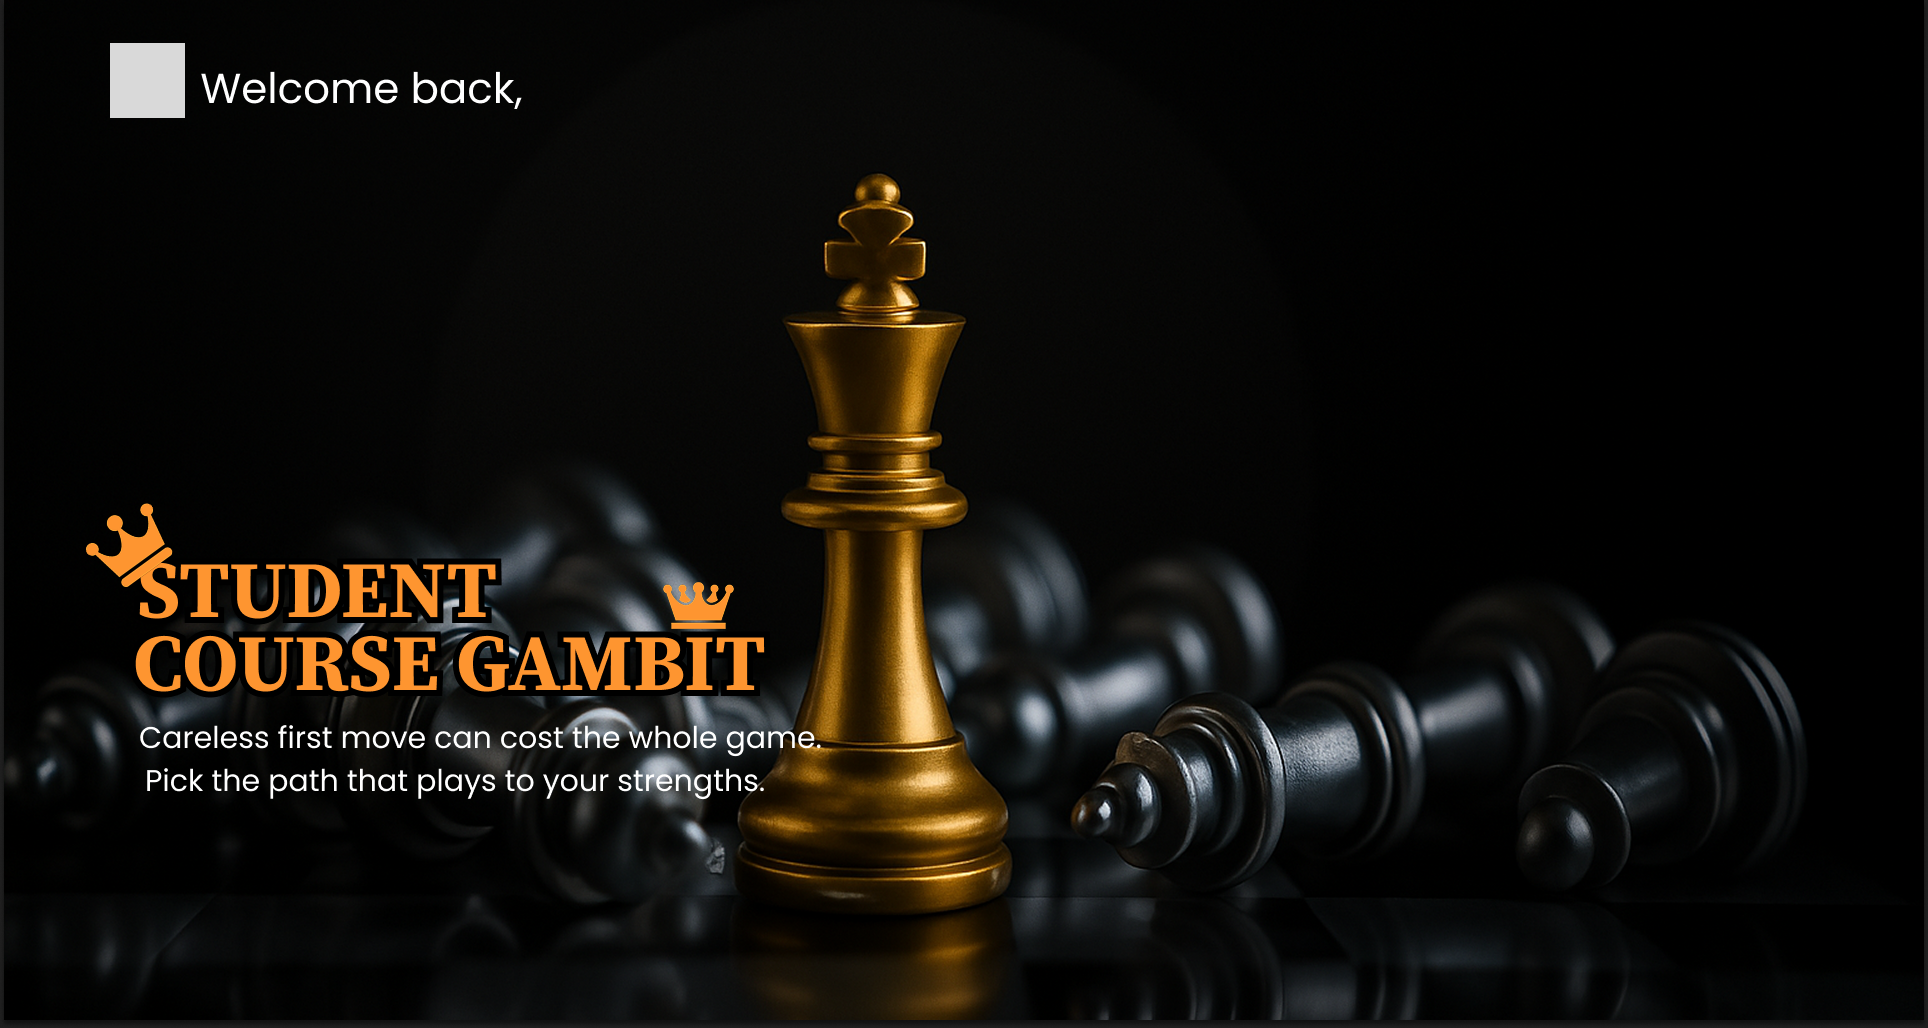 Welcome back,
STUDENT
COURSE GAMBIT
Careless first move can cost the whole game.
Pick the path that plays to your strengths.